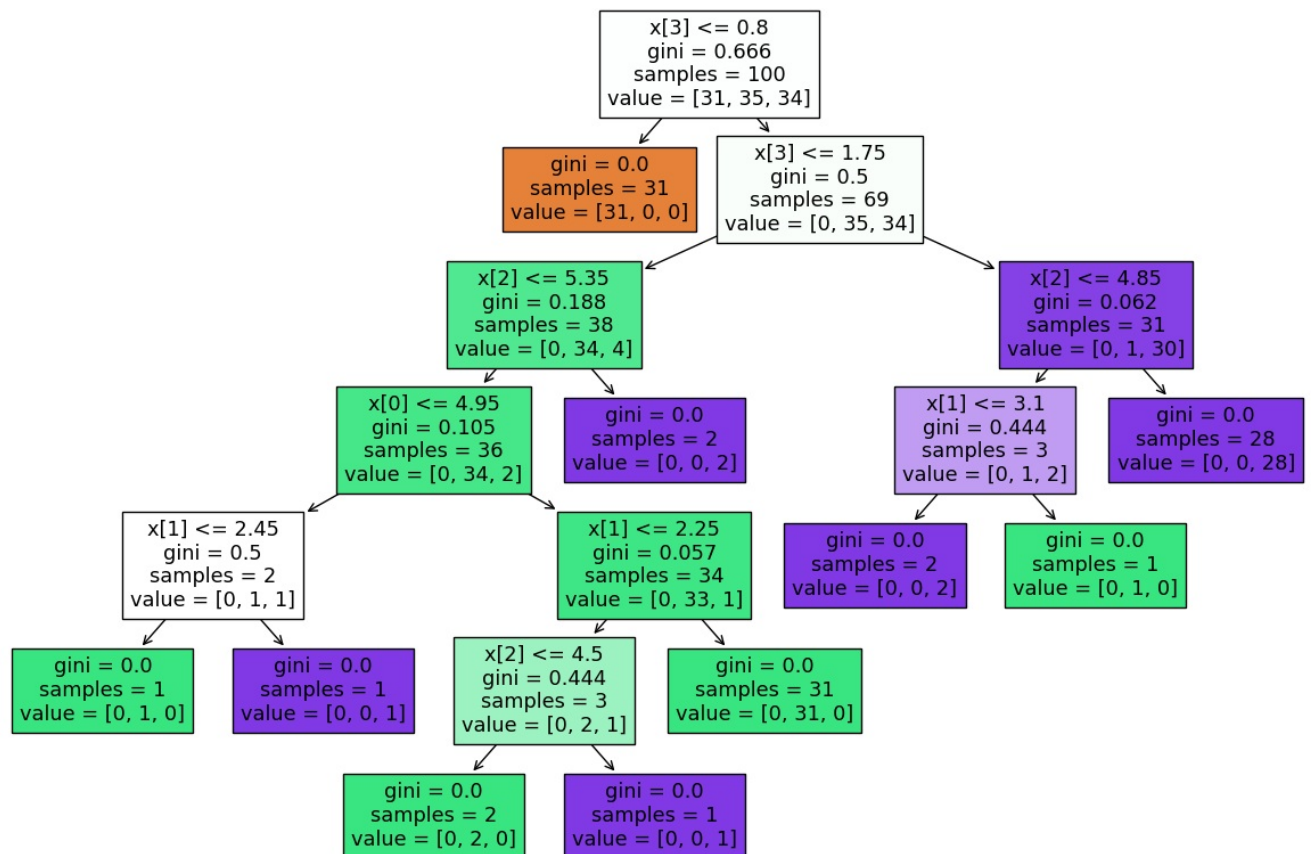 x[3] <= 0.8
gini = 0.666
samples = 100
value = [31, 35, 34]
gini = 0.0
samples = 31
value = [31, 0, 0]
x[3] <= 1.75
gini = 0.5
samples = 69
value = [0, 35, 34]
x[2] <= 5.35
gini = 0.188
samples = 38
value = [0, 34, 4]
x[2] <= 4.85
gini = 0.062
samples = 31
value = [0, 1, 30]
x[0] <= 4.95
gini = 0.105
samples = 36
value = [0, 34, 2]
gini = 0.0
samples = 2
value = [0, 0, 2]
x[1] <= 3.1
gini = 0.444
samples = 3
value = [0, 1, 2]
gini = 0.0
samples = 28
value = [0, 0, 28]
x[1] <= 2.45
gini = 0.5
samples = 2
value = [0, 1, 1]
x[1] <= 2.25
gini = 0.057
samples = 34
value = [0, 33, 1]
gini = 0.0
samples = 2
value = [0, 0, 2]
gini = 0.0
samples = 1
value = [0, 1, 0]
gini = 0.0
samples = 1
value = [0, 1, 0]
gini = 0.0
samples = 1
value = [0, 0, 1]
x[2] <= 4.5
gini = 0.444
samples = 3
value = [0, 2, 1]
gini = 0.0
samples = 31
value = [0, 31, 0]
gini = 0.0
samples = 2
value = [0, 2, 0]
gini = 0.0
samples = 1
value = [0, 0, 1]